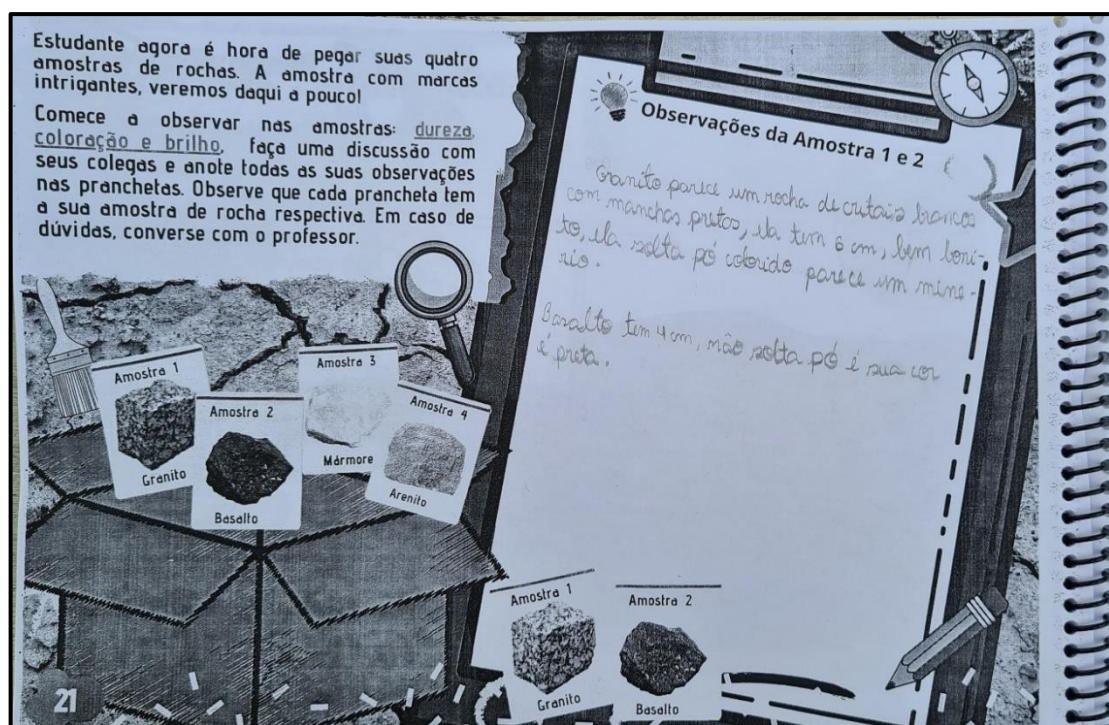 Estudante agora é hora de pegar suas quatro
amostras de rochas. A amostra com marcas
intrigantes, veremos daqui a pouco!
Comece a observar nas amostras: dureza,
coloração e brilho, faça uma discussão com
seus colegas e anote todas as suas observações
nas pranchetas. Observe que cada prancheta tem
a sua amostra de rocha respectiva. Em caso de
dúvidas, converse com o professor.
Amostra 1
Granito
Amostra 2
Basalto
Amostra 3
Mármore
Amostra 4
Arenito
21
Observações da Amostra 1 e 2
Granito parece um rocha de critais brancos
com manchas pretos, ela tem 6 cm, bem boni-
to, ela solta pó colorido parece um mine-
rio.
Basalto tem 4 cm, não solta pó é sua cor
é preta.
Amostra 1
Granito
Amostra 2
Basalto